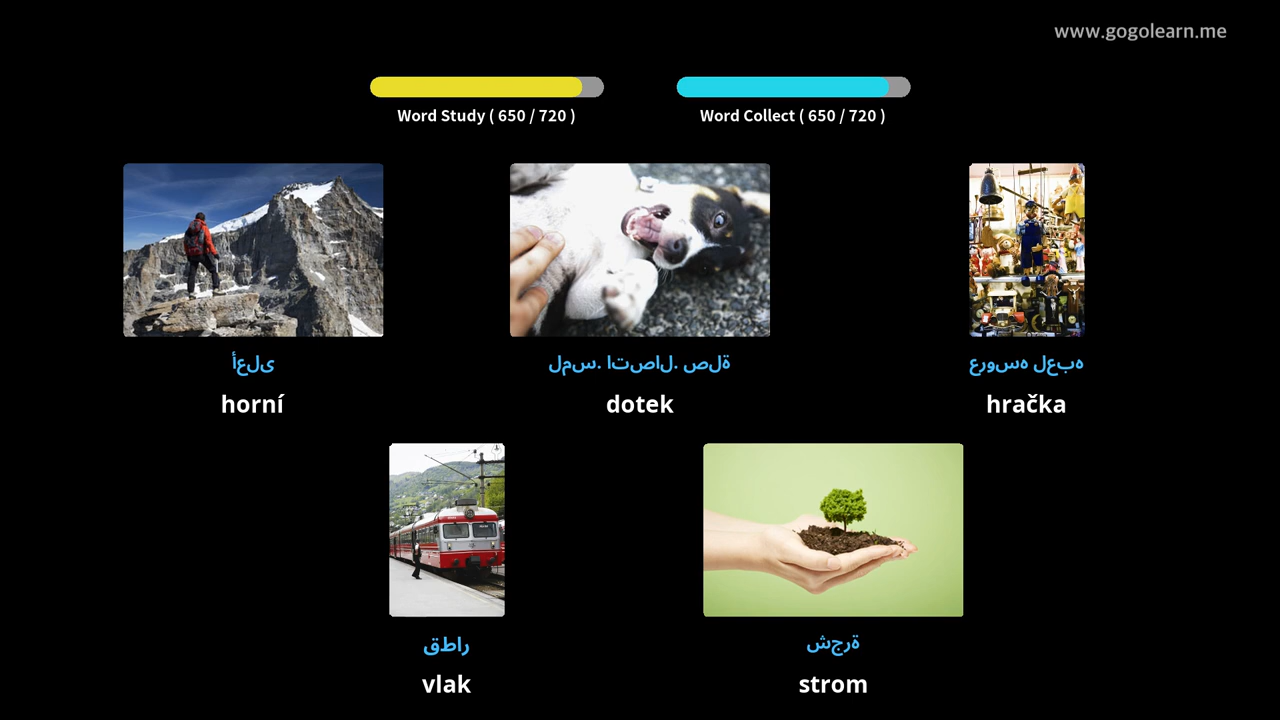 www.gogolearn.me
Word Study ( 650 / 720 )
Word Collect ( 650 / 720 )
أعلى
horní
لمس. اتصال. صلة
dotek
عروسه لعبه
hračka
قطار
vlak
شجرة
strom